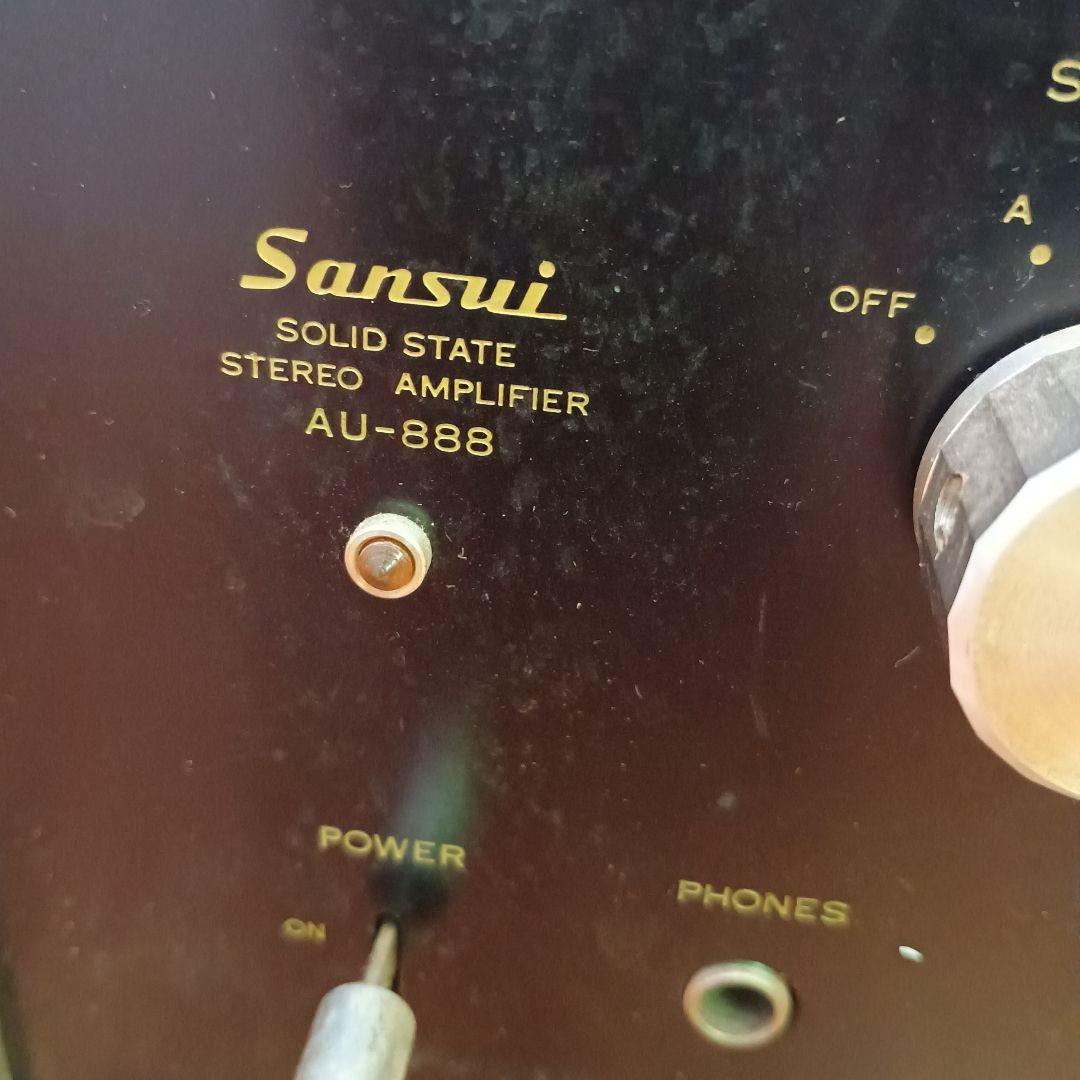 Sansui
SOLID STATE
STEREO AMPLIFIER
AU-888
S
A
OFF
POWER
ON
PHONES